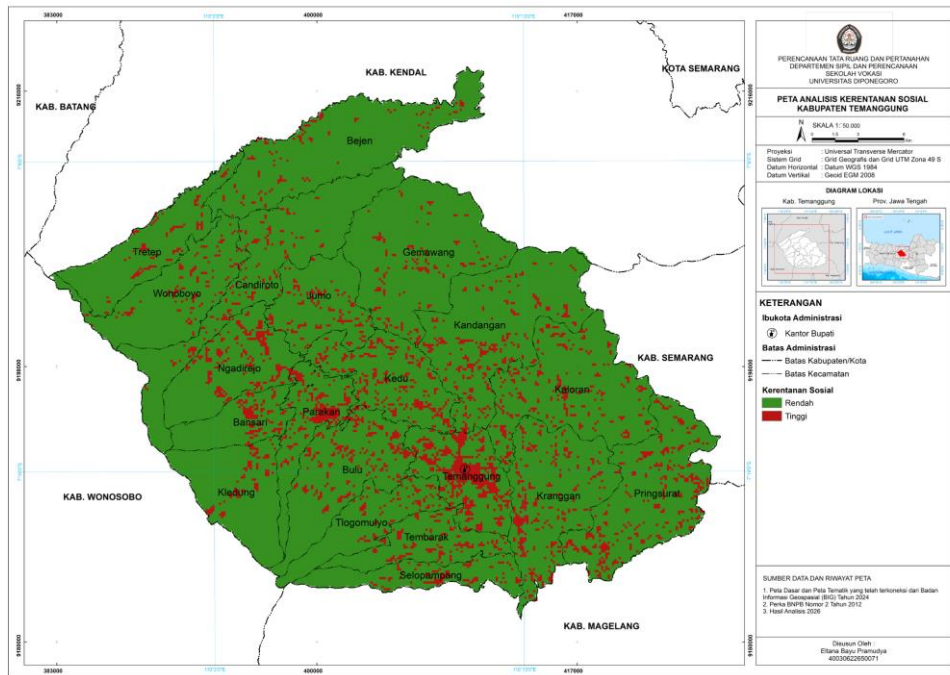 383000
400000
417000
KAB. KENDAL
KOTA SEMARANG
KAB. BATANG
9216000
9216000
Bejen
Tretep
Gemawang
Wonoboyo
Candiroto
Jumo
Kandangan
KAB. SEMARANG
9198000
9198000
Ngadirejo
Kedu
Kaloran
Parakan
Bansari
Bulu
Temanggung
KAB. WONOSOBO
Kledung
Kranggan
Pringsurat
Tlogomulyo
Tembarak
Selopampang
KAB. MAGELANG
9180000
9180000
383000
400000
417000
PERENCANAAN TATA RUANG DAN PERTANAHAN
DEPARTEMEN SIPIL DAN PERENCANAAN
SEKOLAH VOKASI
UNIVERSITAS DIPONEGORO
PETA ANALISIS KERENTANAN SOSIAL
KABUPATEN TEMANGGUNG
N
SKALA 1: 50.000
Proyeksi : Universal Transverse Mercator
Sistem Grid : Grid Geografis dan Grid UTM Zona 49 S
Datum Horizontal : Datum WGS 1984
Datum Vertikal : Geoid EGM 2008
DIAGRAM LOKASI
Kab. Temanggung
Prov. Jawa Tengah
KETERANGAN
Ibukota Administrasi
Kantor Bupati
Batas Administrasi
Batas Kabupaten/Kota
Batas Kecamatan
Kerentanan Sosial
Rendah
Tinggi
SUMBER DATA DAN RIWAYAT PETA
1. Peta Dasar dan Peta Tematik yang telah terkoneksi dari Badan
Informasi Geospasial (BIG) Tahun 2024
2. Perka BNPB Nomor 2 Tahun 2012
3. Hasil Analisis 2026
Disusun Oleh :
Eltana Bayu Pramudya
40030622650071